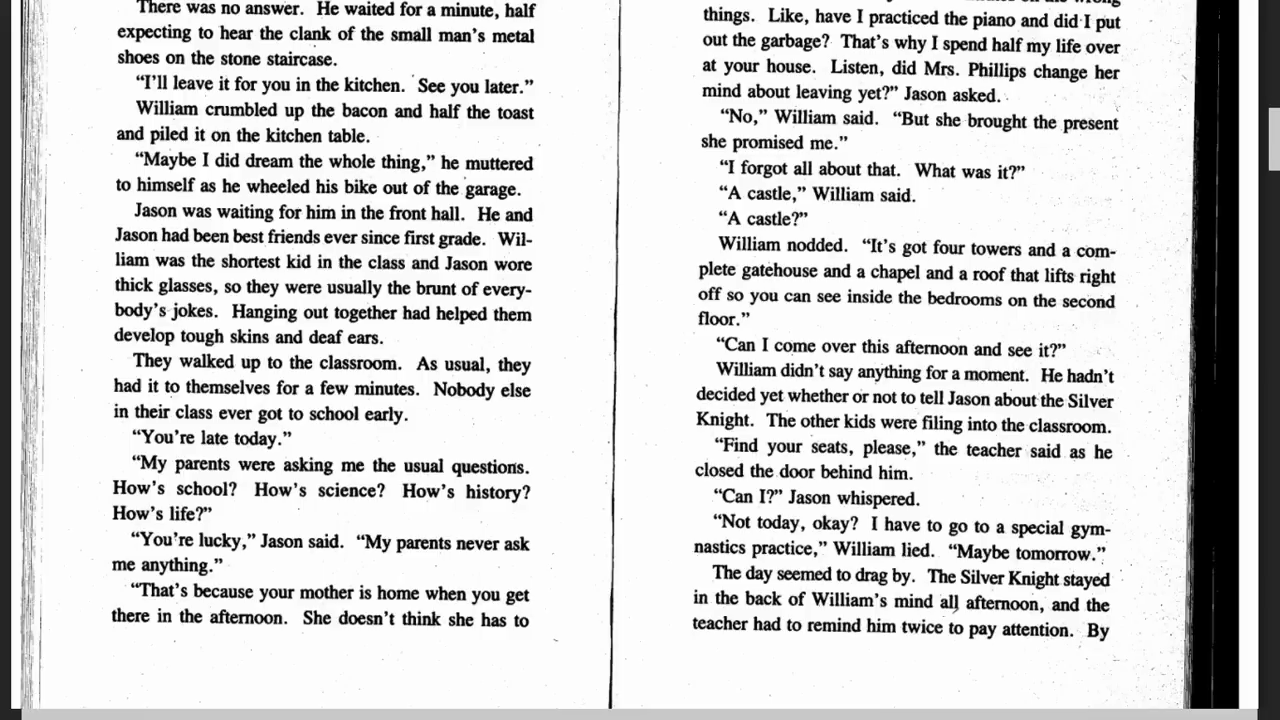 There was no answer. He waited for a minute, half
expecting to hear the clank of the small man's metal
shoes on the stone staircase.
“I'll leave it for you in the kitchen. See you later.”
William crumbled up the bacon and half the toast
and piled it on the kitchen table.
“Maybe I did dream the whole thing,” he muttered
to himself as he wheeled his bike out of the garage.
Jason was waiting for him in the front hall. He and
Jason had been best friends ever since first grade. Wil-
liam was the shortest kid in the class and Jason wore
thick glasses, so they were usually the brunt of every-
body's jokes. Hanging out together had helped them
develop tough skins and deaf ears.
They walked up to the classroom. As usual, they
had it to themselves for a few minutes. Nobody else
in their class ever got to school early.
“You're late today.”
“My parents were asking me the usual questions.
How's school? How's science? How's history?
How's life?”
“You're lucky,” Jason said. “My parents never ask
me anything.”
“That's because your mother is home when you get
there in the afternoon. She doesn't think she has to
things. Like, have I practiced the piano and did I put
out the garbage? That's why I spend half my life over
at your house. Listen, did Mrs. Phillips change her
mind about leaving yet?” Jason asked.
“No,” William said. “But she brought the present
she promised me.”
“I forgot all about that. What was it?”
“A castle,” William said.
“A castle?”
William nodded. “It's got four towers and a com-
plete gatehouse and a chapel and a roof that lifts right
off so you can see inside the bedrooms on the second
floor.”
“Can I come over this afternoon and see it?”
William didn't say anything for a moment. He hadn't
decided yet whether or not to tell Jason about the Silver
Knight. The other kids were filing into the classroom.
“Find your seats, please,” the teacher said as he
closed the door behind him.
“Can I?” Jason whispered.
“Not today, okay? I have to go to a special gym-
nastics practice,” William lied. “Maybe tomorrow.”
The day seemed to drag by. The Silver Knight stayed
in the back of William's mind all afternoon, and the
teacher had to remind him twice to pay attention. By